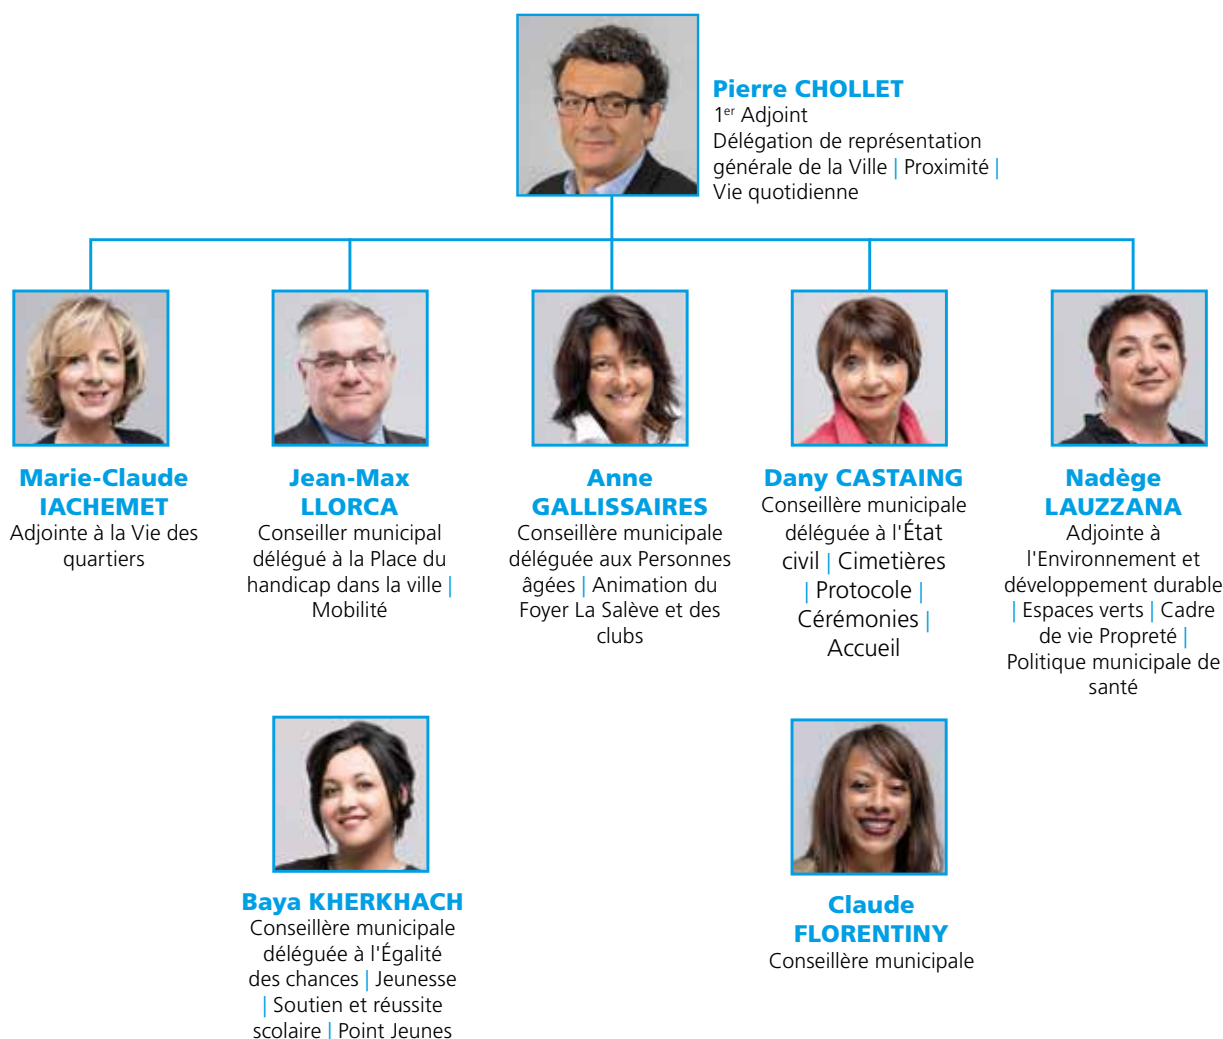 Pierre CHOLLET
1er Adjoint
Délégation de représentation
générale de la Ville | Proximité |
Vie quotidienne
Marie-Claude
IACHEMET
Adjointe à la Vie des
quartiers
Jean-Max
LLORCA
Conseiller municipal
délégué à la Place du
handicap dans la ville |
Mobilité
Anne
GALLISSAIRES
Conseillère municipale
déléguée aux Personnes
âgées | Animation du
Foyer La Salève et des
clubs
Dany CASTAING
Conseillère municipale
déléguée à l'État
civil | Cimetières
| Protocole |
Cérémonies |
Accueil
Nadège
LAUZZANA
Adjointe à
l'Environnement et
développement durable
| Espaces verts | Cadre
de vie Propreté |
Politique municipale de
santé
Baya KHERKHACH
Conseillère municipale
déléguée à l'Égalité
des chances | Jeunesse
| Soutien et réussite
scolaire | Point Jeunes
Claude
FLORENTINY
Conseillère municipale